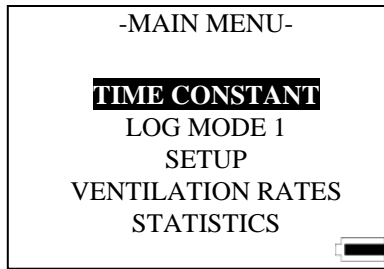 -MAIN MENU-
TIME CONSTANT
LOG MODE 1
SETUP
VENTILATION RATES
STATISTICS